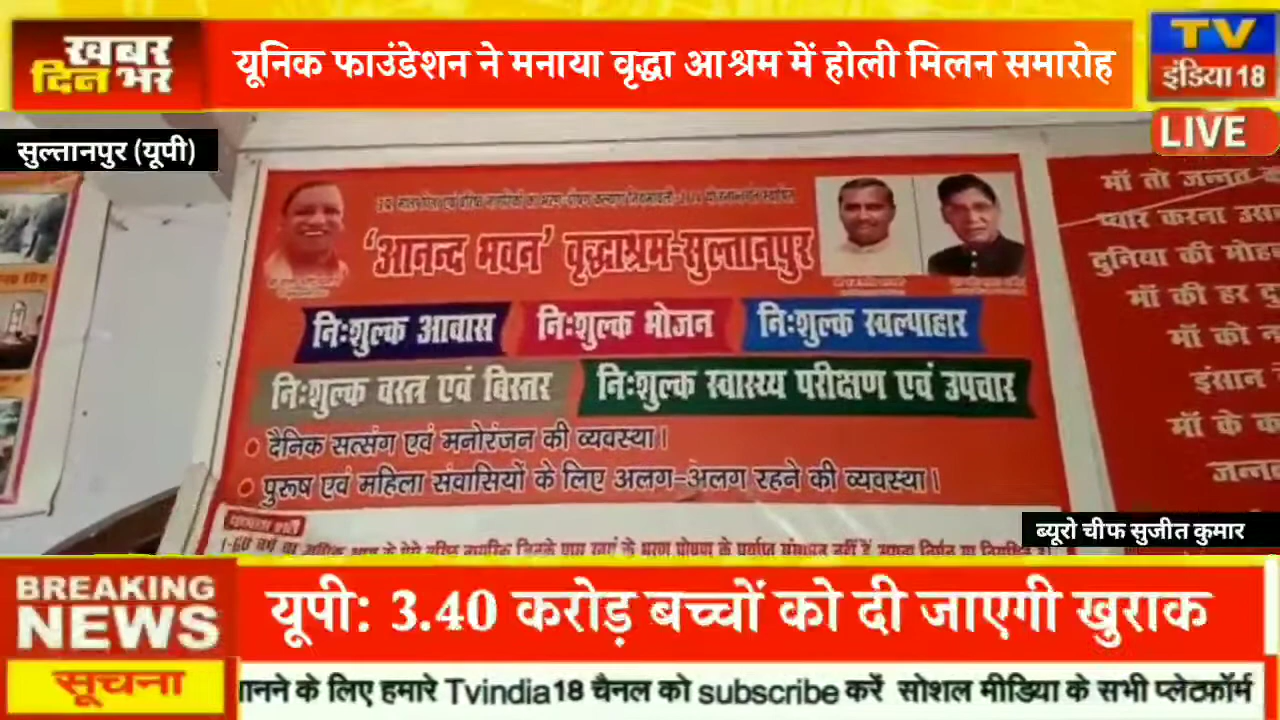 खबर
दिन भर
यूनिक फाउंडेशन ने मनाया वृद्धा आश्रम में होली मिलन समारोह
TV
इंडिया 18
LIVE
सुल्तानपुर (यूपी)
'आनन्द भवन' वृद्धाश्रम-सुल्तानपुर
निःशुल्क आवास
निःशुल्क भोजन
निःशुल्क स्वल्पाहार
निःशुल्क वस्त्र एवं विस्तर
निःशुल्क स्वास्थ्य परीक्षण एवं उपचार
• दैनिक सत्संग एवं मनोरंजन की व्यवस्था।
• पुरूष एवं महिला संवासियों के लिए अलग-अलग रहने की व्यवस्था।
माँ तो जन्नत
प्यार करना
दुनिया की
माँ की हर
माँ को
इंसान
माँ के
ब्यूरो चीफ सुजीत कुमार
BREAKING
NEWS
यूपी: 3.40 करोड़ बच्चों को दी जाएगी खुराक
सूचना
के लिए हमारे Tvindia18 चैनल को subscribe करें सोशल मीडिया के सभी प्लेटफ़ॉर्म